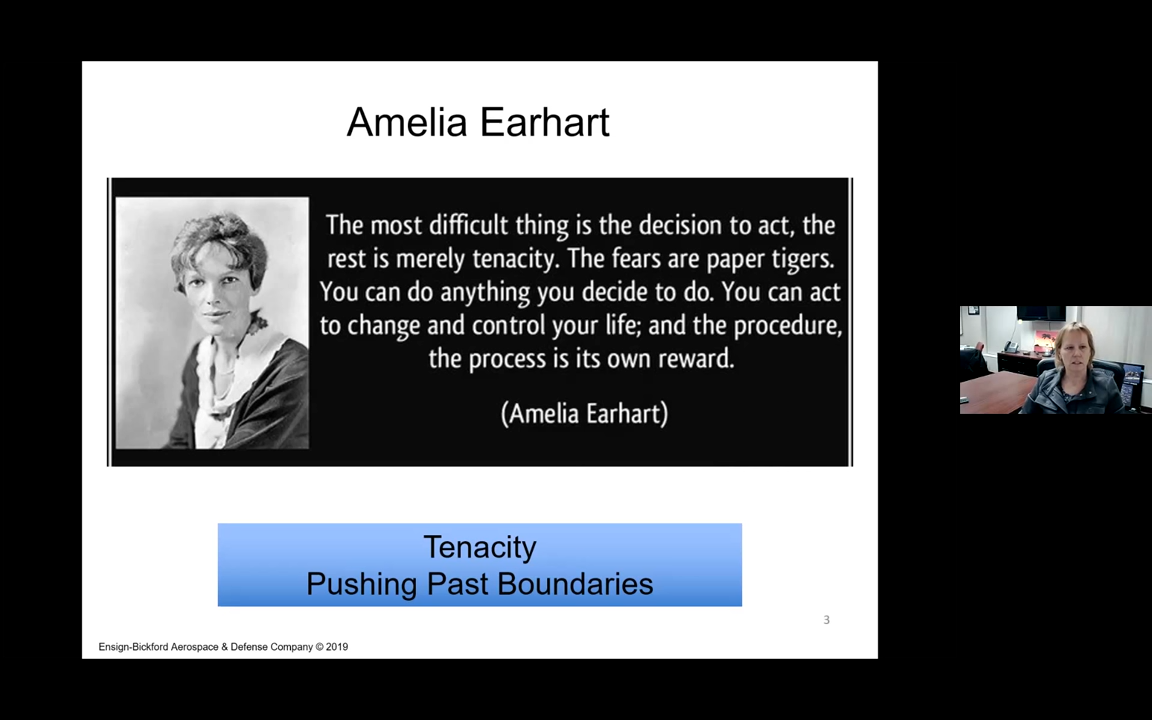 Amelia Earhart
The most difficult thing is the decision to act, the
rest is merely tenacity. The fears are paper tigers.
You can do anything you decide to do. You can act
to change and control your life; and the procedure,
the process is its own reward.
(Amelia Earhart)
Tenacity
Pushing Past Boundaries
3
Ensign-Bickford Aerospace & Defense Company © 2019